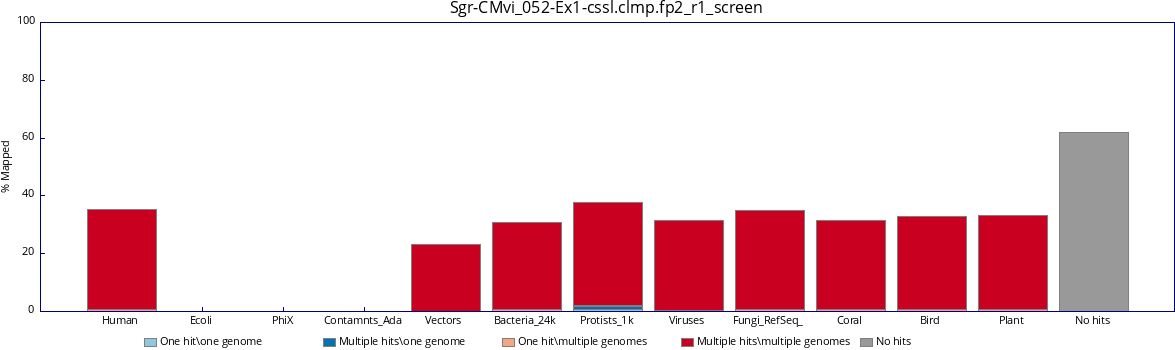 Sgr-CMvi_052-Ex1-cssl.clmp.fp2_r1_screen
% Mapped
100
80
60
40
20
0
Human Ecoli PhiX Contamnts_Ada Vectors Bacteria_24k Protists_1k Viruses Fungi_RefSeq_ Coral Bird Plant No hits
One hit\one genome Multiple hits\one genome One hit\multiple genomes Multiple hits\multiple genomes No hits